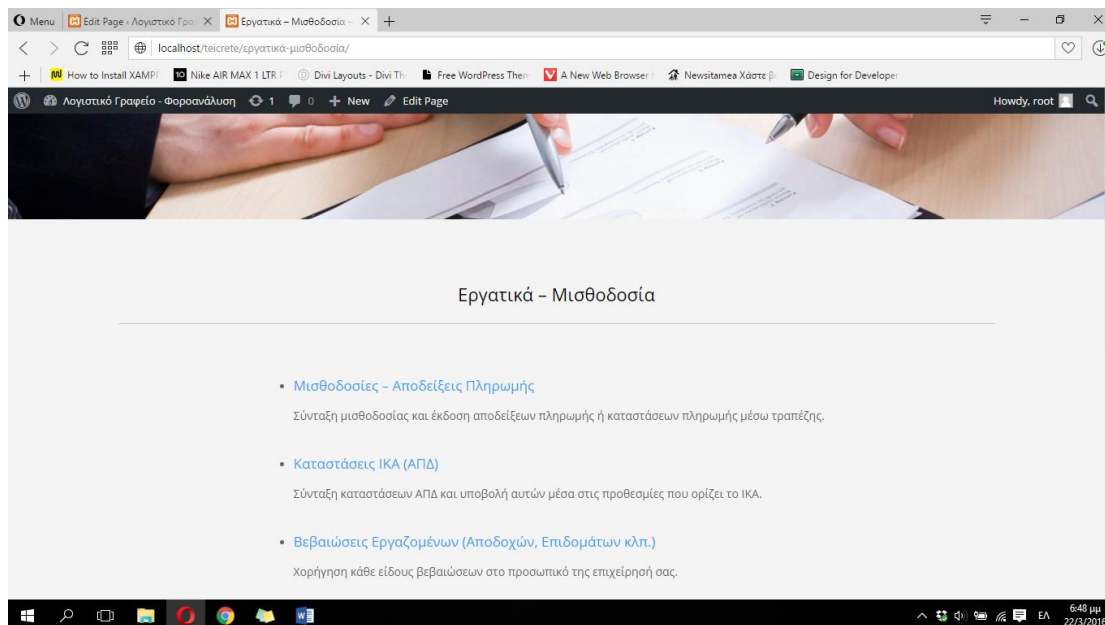 Menu
Edit Page ‹ Λογιστικό Γρα
Εργατικά – Μισθοδοσία –
localhost/teicrete/εργατικά-μισθοδοσία/
How to Install XAMPP
Nike AIR MAX 1 LTR
Divi Layouts - Divi Th
Free WordPress Them
A New Web Browser
Newsitamea Χάστε β
Design for Developer
Λογιστικό Γραφείο - Φοροανάλυση 1 0 + New Edit Page Howdy, root
Εργατικά – Μισθοδοσία
• Μισθοδοσίες – Αποδείξεις Πληρωμής
Σύνταξη μισθοδοσίας και έκδοση αποδείξεων πληρωμής ή καταστάσεων πληρωμής μέσω τραπέζης.
• Καταστάσεις ΙΚΑ (ΑΠΔ)
Σύνταξη καταστάσεων ΑΠΔ και υποβολή αυτών μέσα στις προθεσμίες που ορίζει το ΙΚΑ.
• Βεβαιώσεις Εργαζομένων (Αποδοχών, Επιδομάτων κλπ.)
Χορήγηση κάθε είδους βεβαιώσεων στο προσωπικό της επιχείρησή σας.
ΕΛ
6:48 μμ
22/3/2016